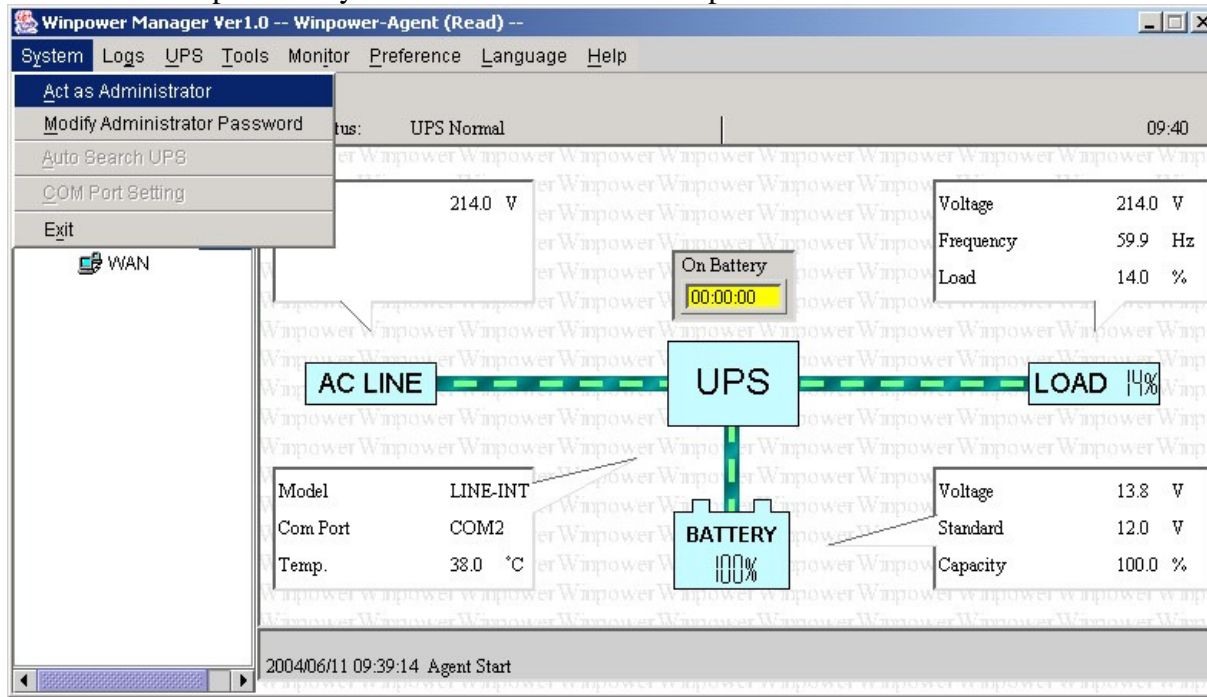 Winpower Manager Ver1.0 -- Winpower-Agent (Read) --
System Logs UPS Tools Monitor Preference Language Help
Act as Administrator
Modify Administrator Password
Auto Search UPS
COM Port Setting
Exit
tus: UPS Normal
09:40
WAN
214.0 V
On Battery
00:00:00
Voltage 214.0 V
Frequency 59.9 Hz
Load 14.0 %
AC LINE
UPS
LOAD 14%
Model LINE-INT
Com Port COM2
Temp. 38.0 °C
BATTERY
100%
Voltage 13.8 V
Standard 12.0 V
Capacity 100.0 %
2004/06/11 09:39:14 Agent Start